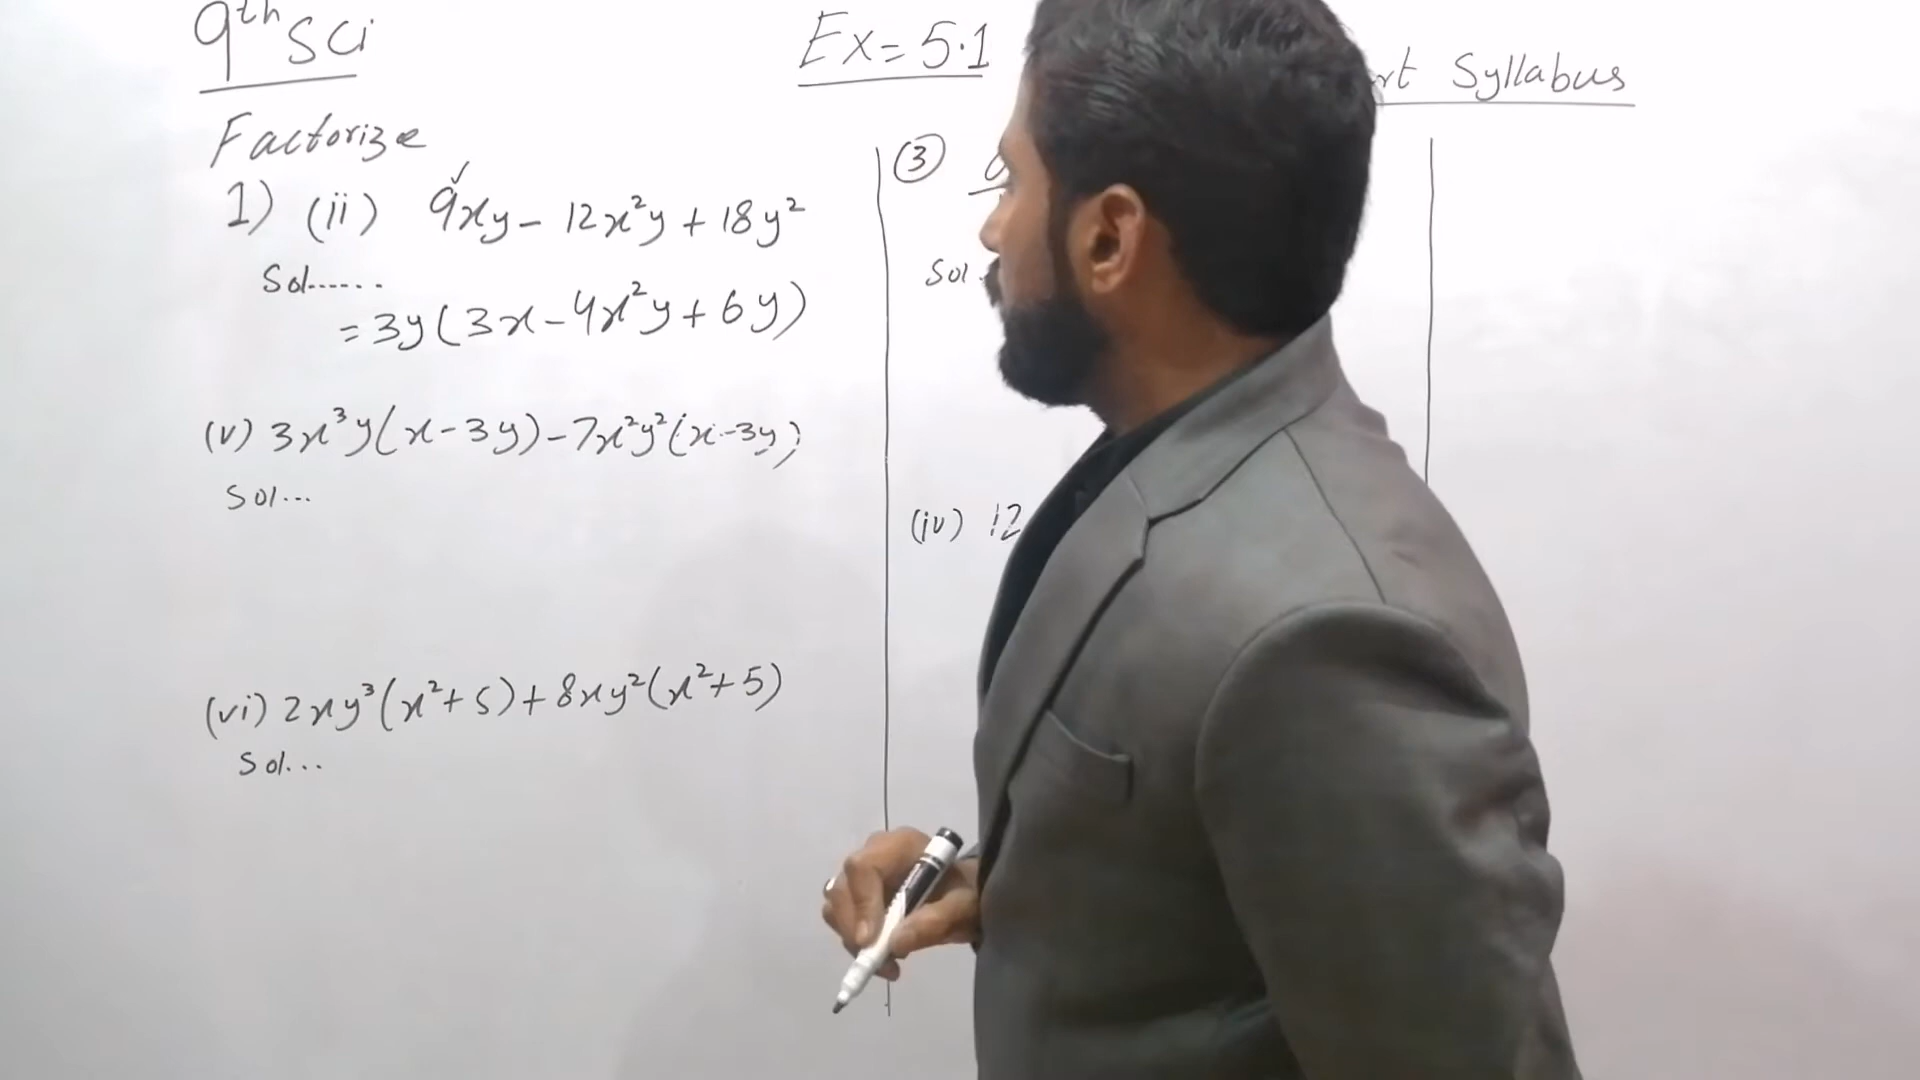 9th Sci
Ex= 5.1
Syllabus
Factorize
1) (ii) 9xy - 12x²y + 18y²
Sol......
= 3y(3x - 4x²y + 6y)
(v) 3x³y(x-3y) - 7x²y²(x-3y)
Sol...
(vi) 2xy³(x²+5) + 8xy²(x²+5)
Sol...
③
Sol.
(iv) 12